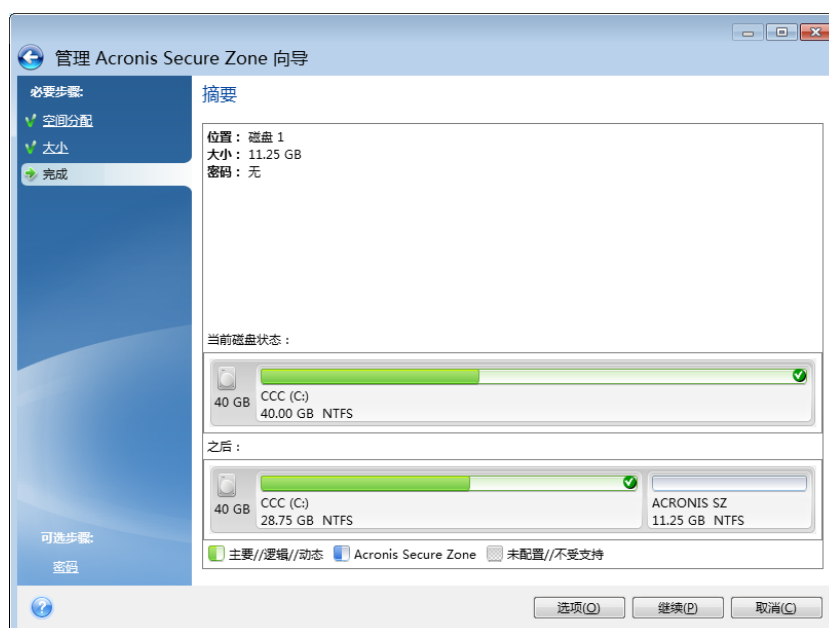 管理 Acronis Secure Zone 向导
必要步骤:
空间分配
大小
完成
可选步骤:
密码
摘要
位置： 磁盘 1
大小： 11.25 GB
密码： 无
当前磁盘状态：
40 GB
CCC (C:)
40.00 GB NTFS
之后：
40 GB
CCC (C:)
28.75 GB NTFS
ACRONIS SZ
11.25 GB NTFS
主要//逻辑//动态 Acronis Secure Zone 未配置//不受支持
选项(O) 继续(P) 取消(C)